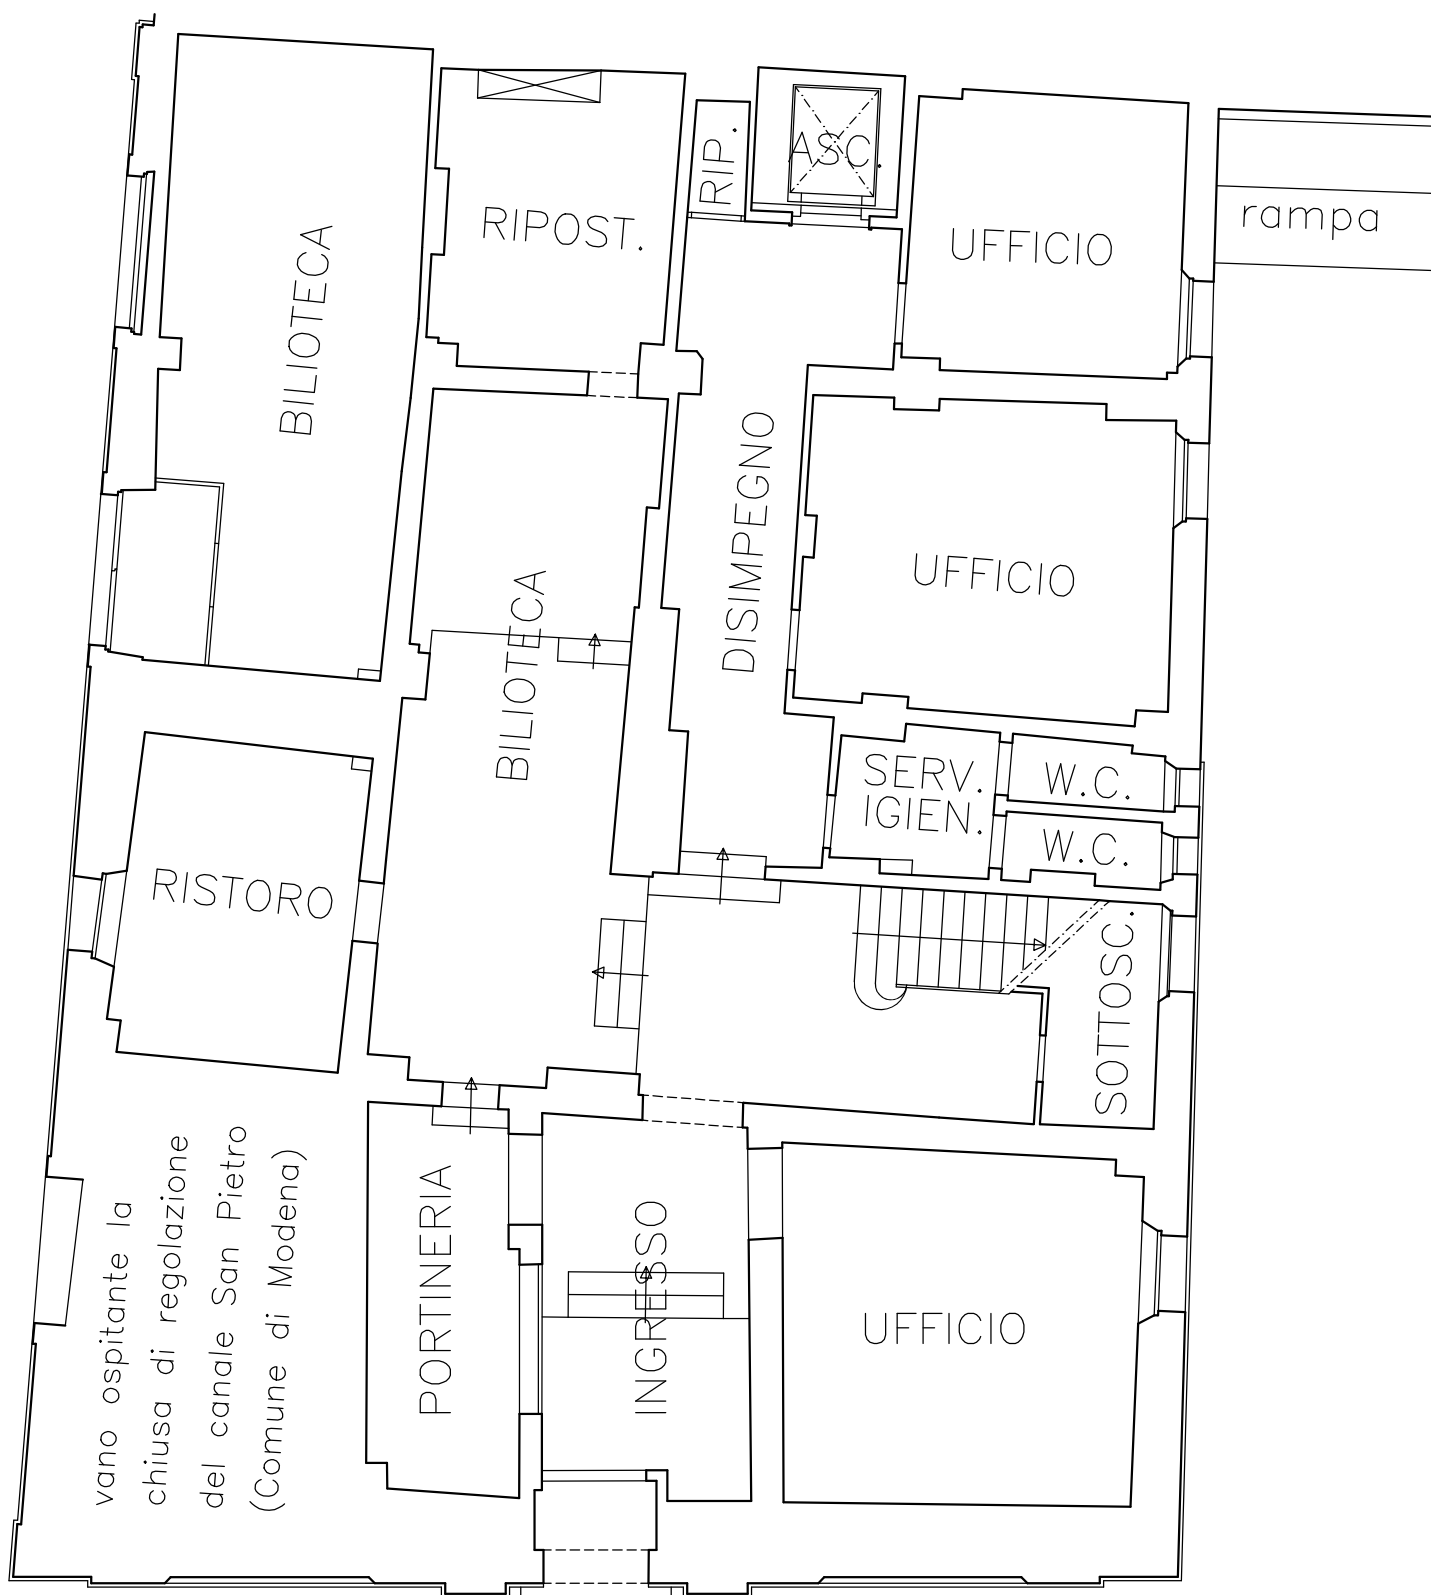 ASC.
RIP.
RIPOST.
UFFICIO
rampa
BILIOTECA
DISIMPEGNO
UFFICIO
BILIOTECA
SERV.
IGIEN.
W.C.
W.C.
RISTORO
SOTTOSC.
vano ospitante la
chiusa di regolazione
del canale San Pietro
(Comune di Modena)
PORTINERIA
INGRESSO
UFFICIO